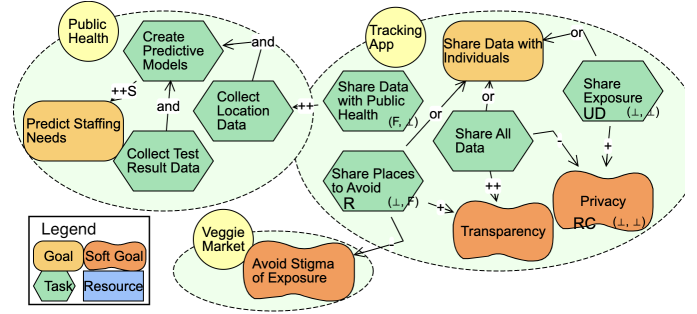 Public
Health
Create
Predictive
Models
and
++S
and
Predict Staffing
Needs
Collect
Location
Data
Collect Test
Result Data
Tracking
App
Share Data with
Individuals
or
Share Data
with Public
Health
(F, ⊥)
++
or
or
Share
Exposure
UD (⊥, ⊥)
Share All
Data
-
+
Share Places
to Avoid
R (⊥, F)
+
++
Transparency
Privacy
RC (⊥, ⊥)
Veggie
Market
Avoid Stigma
of Exposure
-
Legend
Goal
Soft Goal
Task
Resource